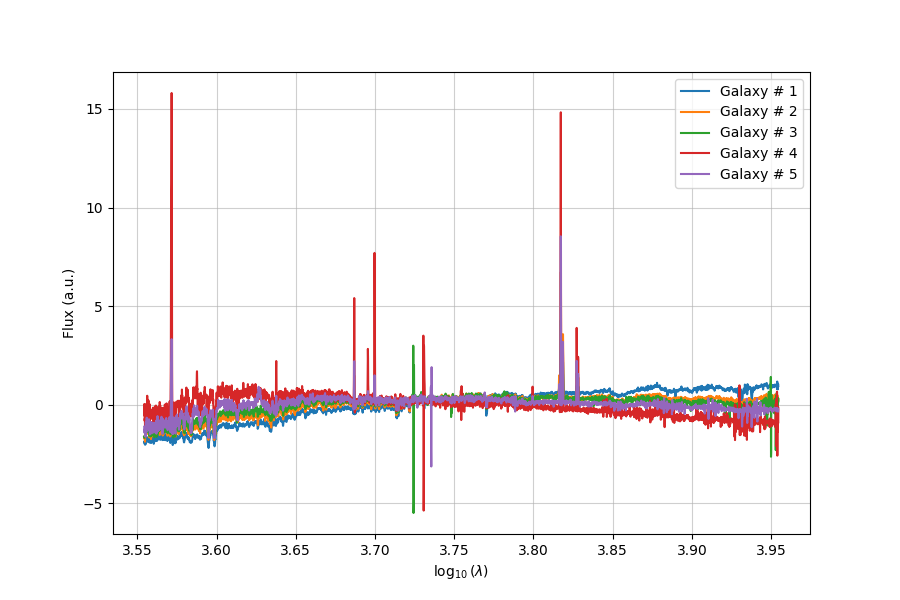 Galaxy # 1
Galaxy # 2
Galaxy # 3
Galaxy # 4
Galaxy # 5
15
10
5
0
−5
Flux (a.u.)
3.55 3.60 3.65 3.70 3.75 3.80 3.85 3.90 3.95
log₁₀(λ)